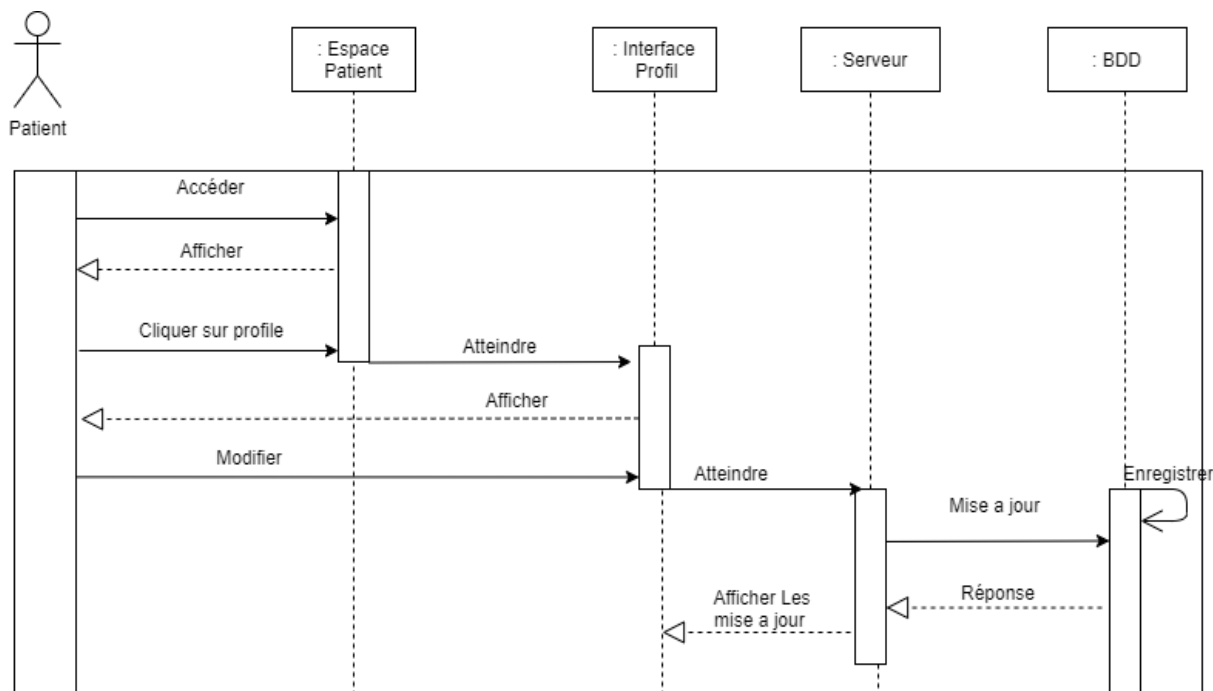 : Espace
Patient
: Interface
Profil
: Serveur
: BDD
Patient
Accéder
Afficher
Cliquer sur profile
Atteindre
Afficher
Modifier
Atteindre
Enregistrer
Mise a jour
Réponse
Afficher Les
mise a jour